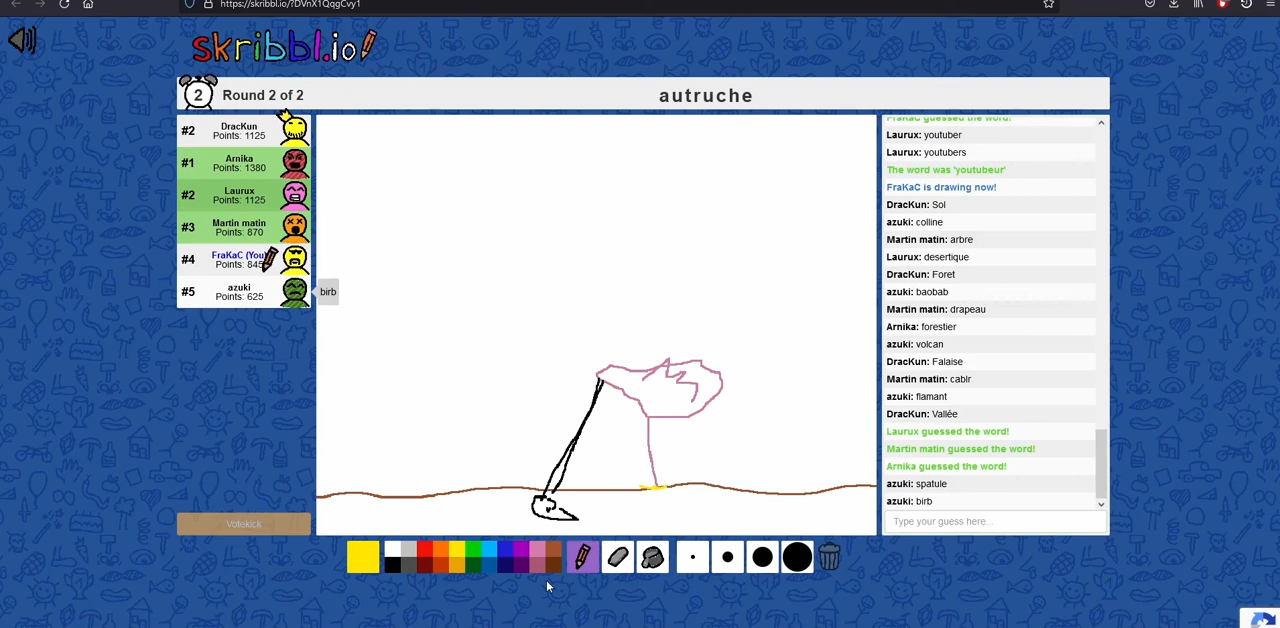 https://skribbl.io/?DVnX1QqgCvy1
skribbl.io
2
Round 2 of 2
autruche
#2
DracKun
Points: 1125
#1
Arnika
Points: 1380
#2
Laurux
Points: 1125
#3
Martin matin
Points: 870
#4
FraKaC (You)
Points: 845
#5
azuki
Points: 625
birb
Votekick
FraKaC guessed the word!
Laurux: youtuber
Laurux: youtubers
The word was 'youtubeur'
FraKaC is drawing now!
DracKun: Sol
azuki: colline
Martin matin: arbre
Laurux: desertique
DracKun: Foret
azuki: baobab
Martin matin: drapeau
Arnika: forestier
azuki: volcan
DracKun: Falaise
Martin matin: cablr
azuki: flamant
DracKun: Vallée
Laurux guessed the word!
Martin matin guessed the word!
Arnika guessed the word!
azuki: spatule
azuki: birb
Type your guess here...